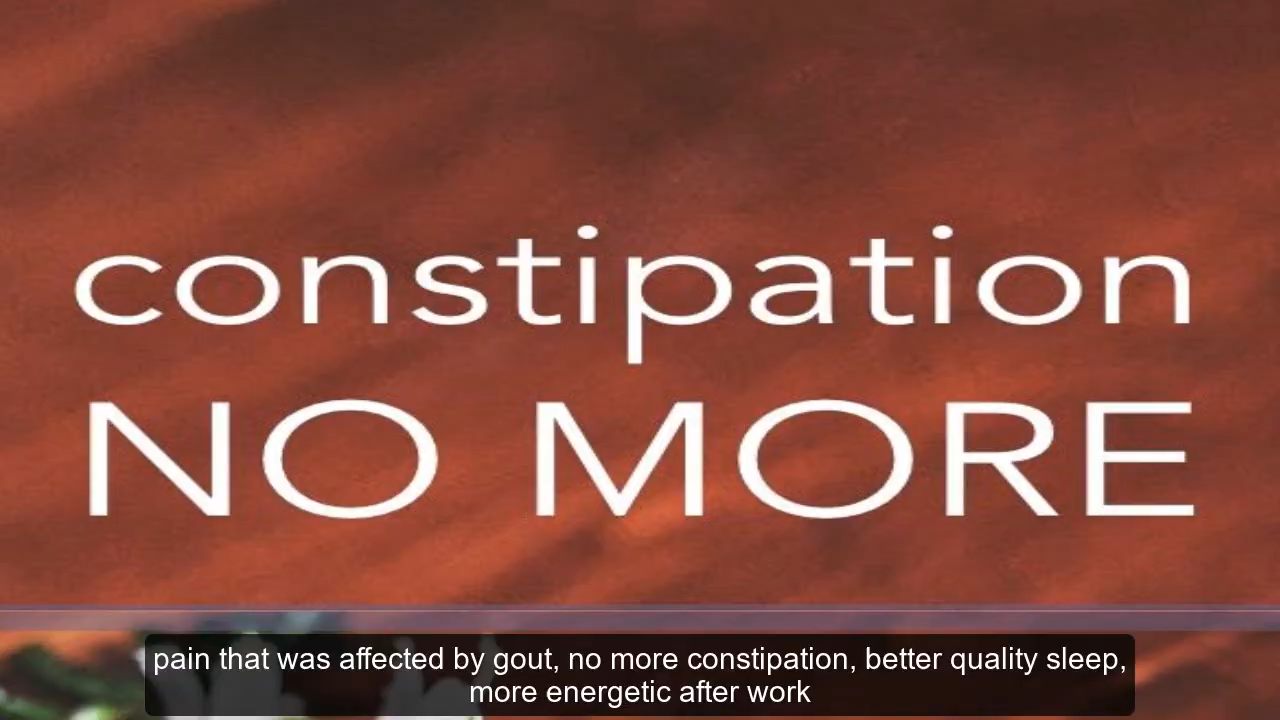 constipation
NO MORE
pain that was affected by gout, no more constipation, better quality sleep,
more energetic after work